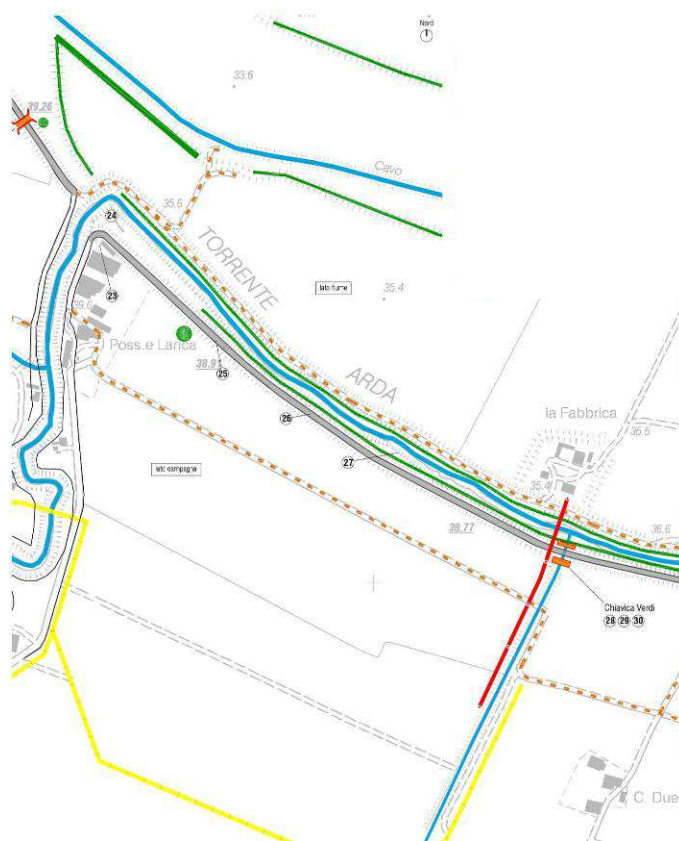 Nord
33.6
39.26
Cavo
35.6
24
TORRENTE
lato fiume
35.4
23
39.0
Poss.e Lanca
38.9
25
ARDA
la Fabbrica
26
35.5
lato campagna
27
35.4
38.77
36.6
Chiavica Verdi
28 29 30
C. Due